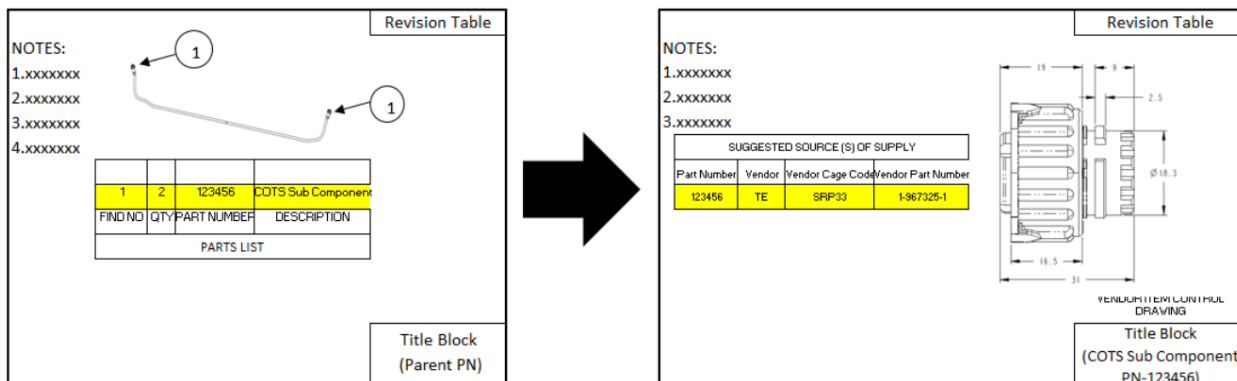 Revision Table
NOTES:
1.xxxxxxx
2.xxxxxxx
3.xxxxxxx
4.xxxxxxx
1
1
1 2 123456 COTS Sub Component
FIND NO QTY PART NUMBER DESCRIPTION
PARTS LIST
Title Block
(Parent PN)
Revision Table
NOTES:
1.xxxxxxx
2.xxxxxxx
3.xxxxxxx
SUGGESTED SOURCE (S) OF SUPPLY
Part Number Vendor Vendor Cage Code Vendor Part Number
123456 TE SRP33 1-967325-1
19
9
2.5
Ø18.3
16.5
31
VENDOR ITEM CONTROL
DRAWING
Title Block
(COTS Sub Component
PN-123456)